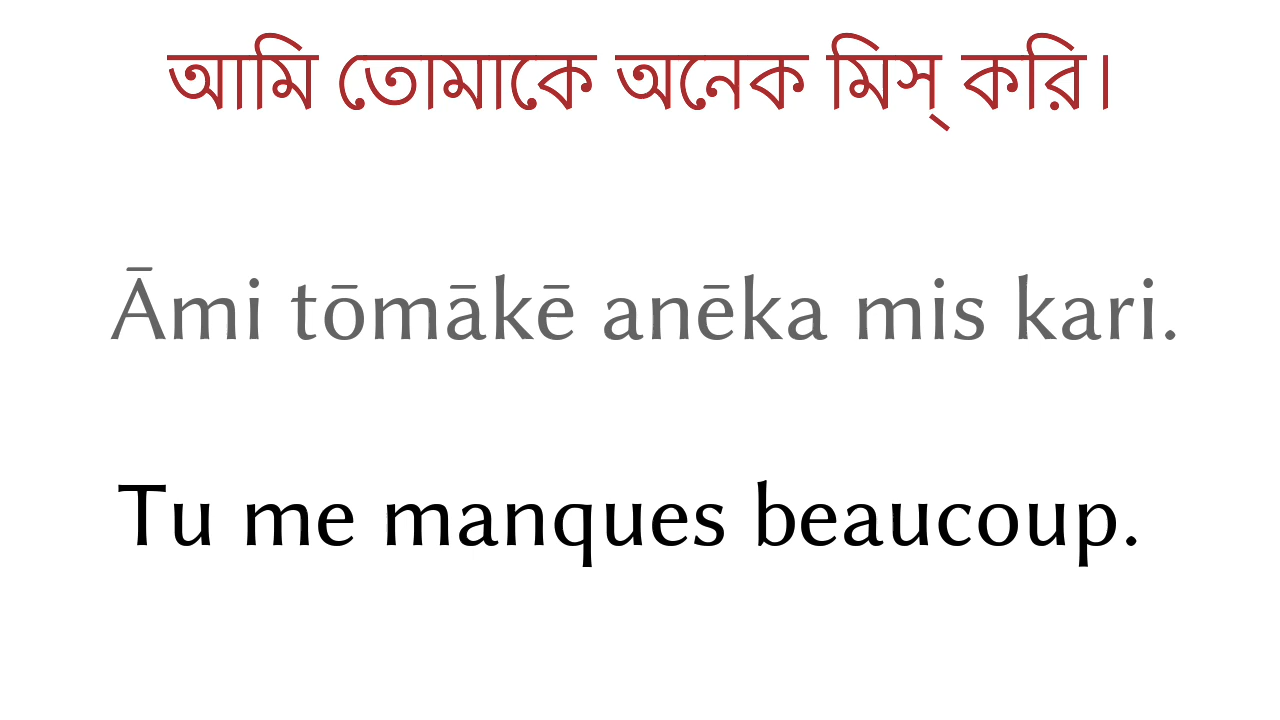 আমি তোমাকে অনেক মিস্ করি।
Āmi tōmākē anēka mis kari.
Tu me manques beaucoup.